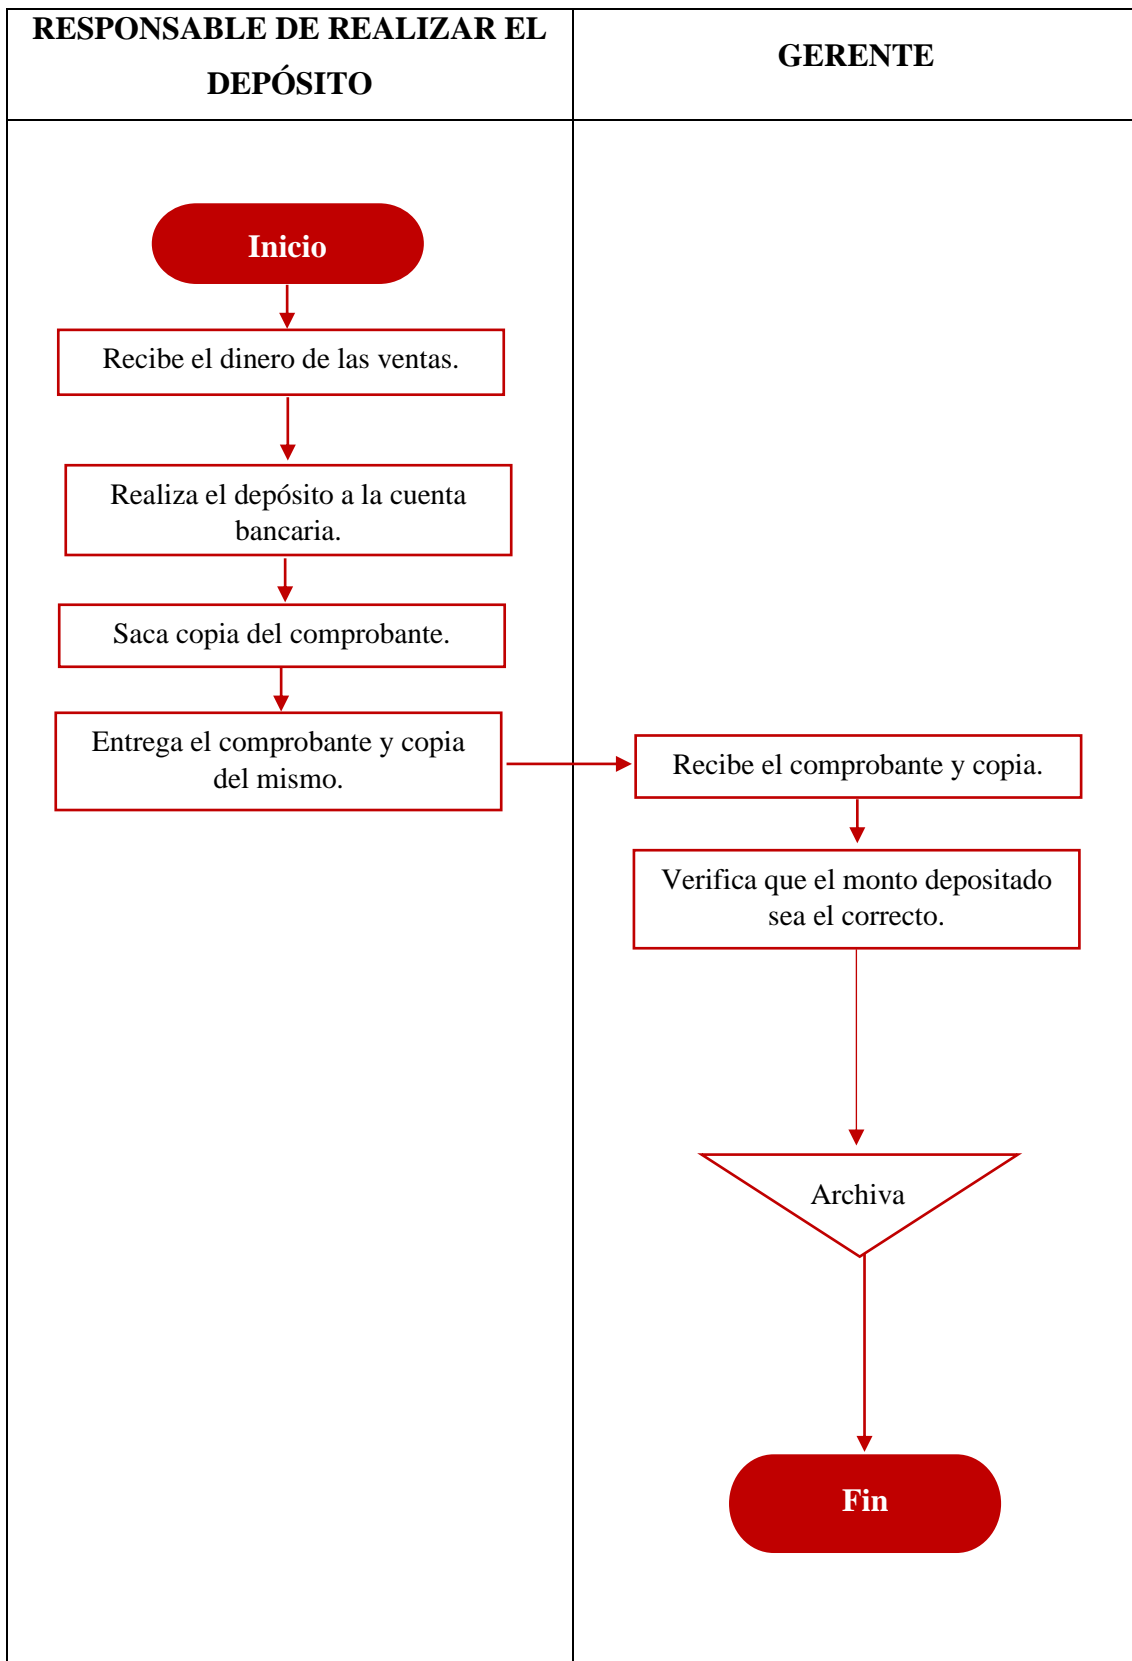 RESPONSABLE DE REALIZAR EL
DEPÓSITO
GERENTE
Inicio
Recibe el dinero de las ventas.
Realiza el depósito a la cuenta
bancaria.
Saca copia del comprobante.
Entrega el comprobante y copia
del mismo.
Recibe el comprobante y copia.
Verifica que el monto depositado
sea el correcto.
Archiva
Fin